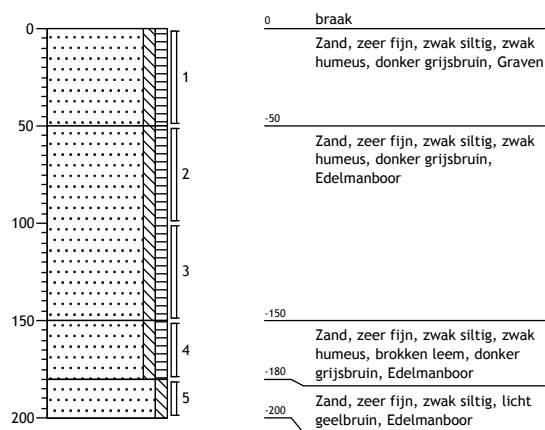 0
50
100
150
200
1
2
3
4
5
0 braak
Zand, zeer fijn, zwak siltig, zwak
humeus, donker grijsbruin, Graven
-50
Zand, zeer fijn, zwak siltig, zwak
humeus, donker grijsbruin,
Edelmanboor
-150
Zand, zeer fijn, zwak siltig, zwak
humeus, brokken leem, donker
grijsbruin, Edelmanboor
-180
Zand, zeer fijn, zwak siltig, licht
geelbruin, Edelmanboor
-200